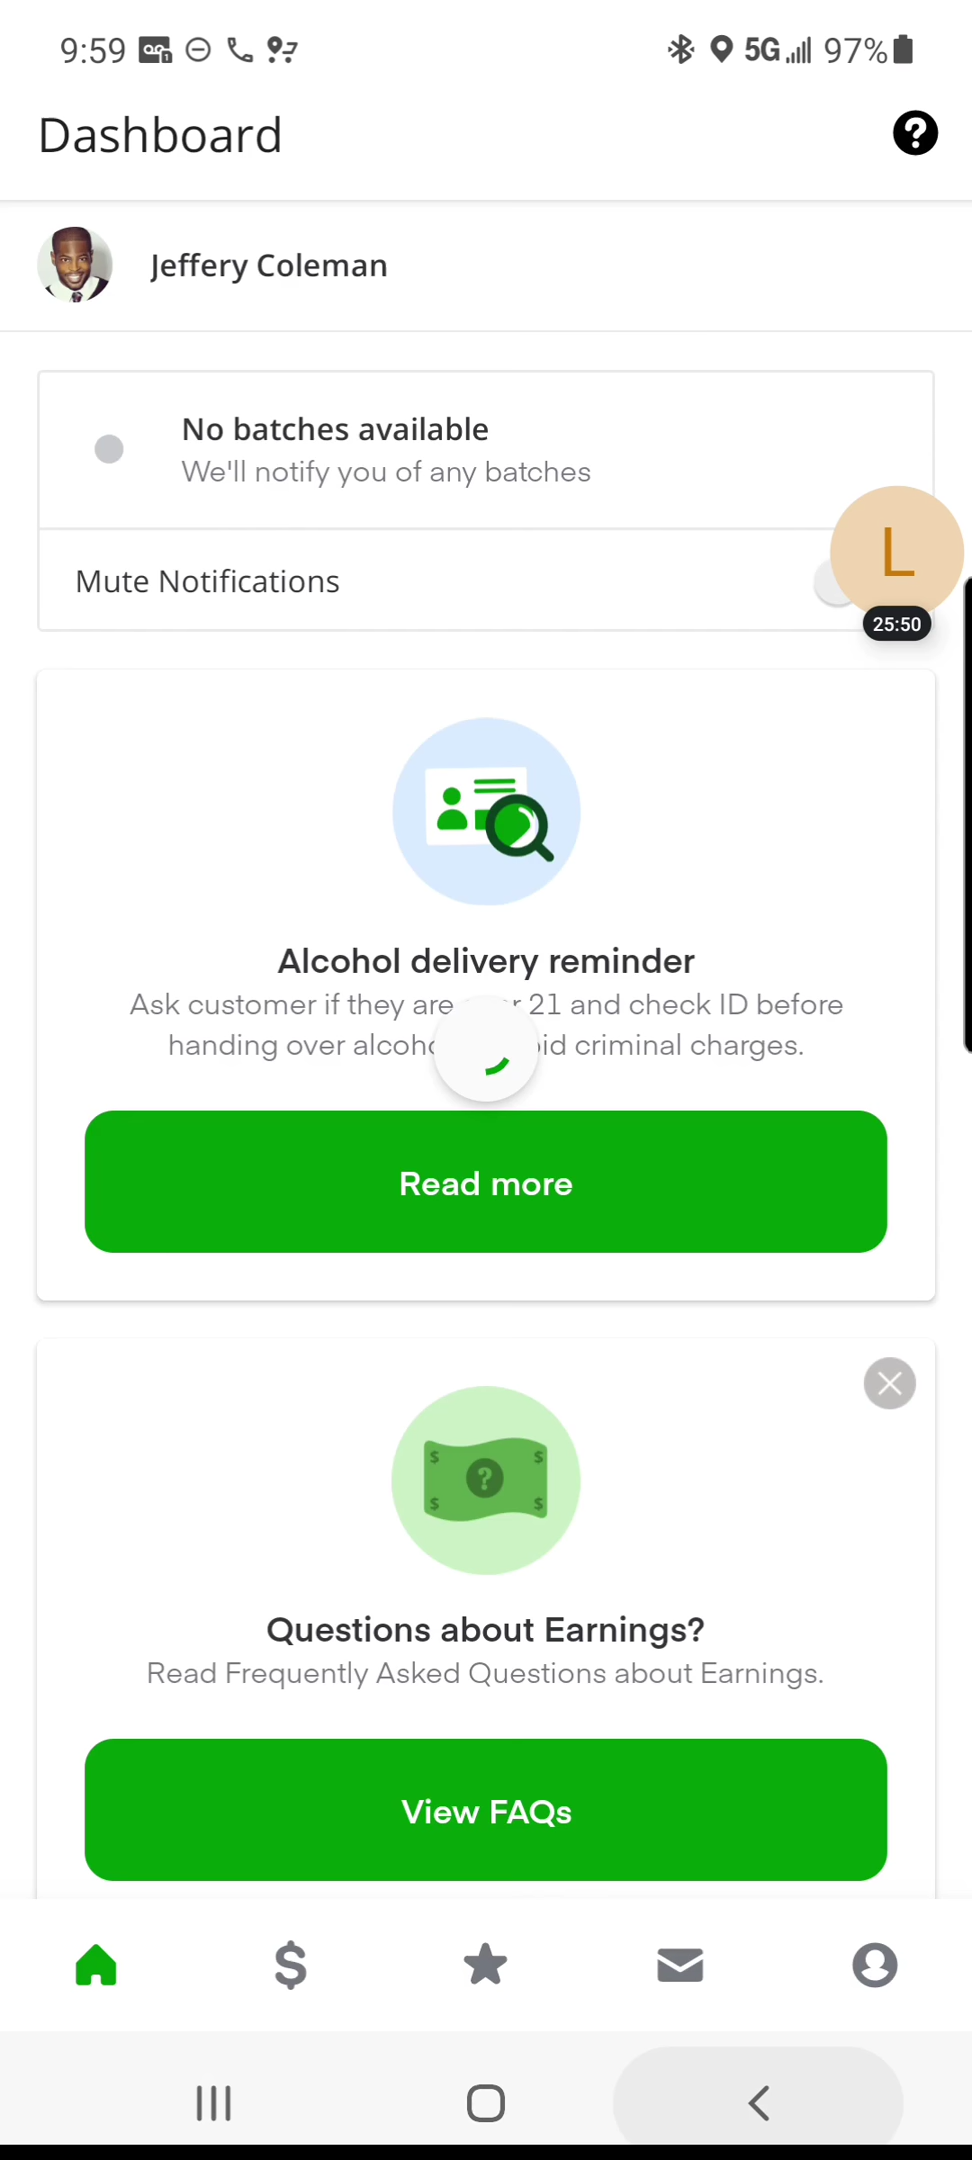 9:59
5G 97%
Dashboard
Jeffery Coleman
No batches available
We'll notify you of any batches
L
Mute Notifications
25:50
Alcohol delivery reminder
Ask customer if they are 21 and check ID before
handing over criminal charges.
Read more
Questions about Earnings?
Read Frequently Asked Questions about Earnings.
View FAQs